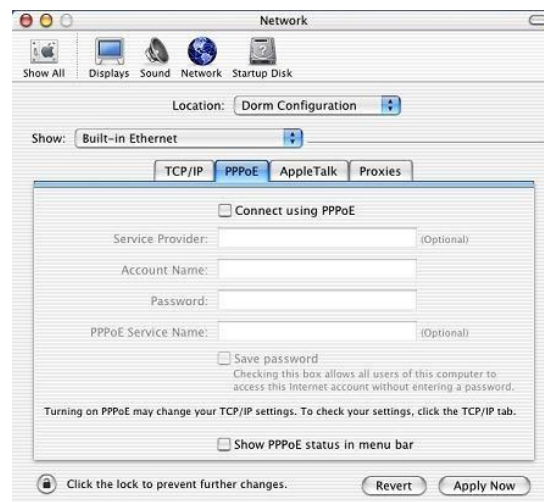 Network
Show All Displays Sound Network Startup Disk
Location: Dorm Configuration
Show: Built-in Ethernet
TCP/IP PPPoE AppleTalk Proxies
Connect using PPPoE
Service Provider: (Optional)
Account Name:
Password:
PPPoE Service Name: (Optional)
Save password
Checking this box allows all users of this computer to
access this Internet account without entering a password.
Turning on PPPoE may change your TCP/IP settings. To check your settings, click the TCP/IP tab.
Show PPPoE status in menu bar
Click the lock to prevent further changes. Revert Apply Now